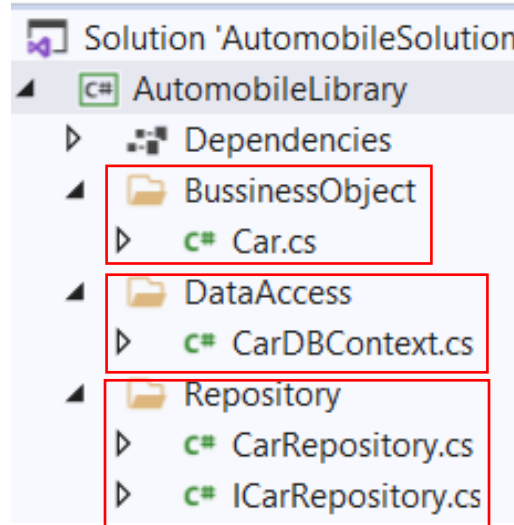 Solution 'AutomobileSolution
C# AutomobileLibrary
Dependencies
BussinessObject
C# Car.cs
DataAccess
C# CarDBContext.cs
Repository
C# CarRepository.cs
C# ICarRepository.cs